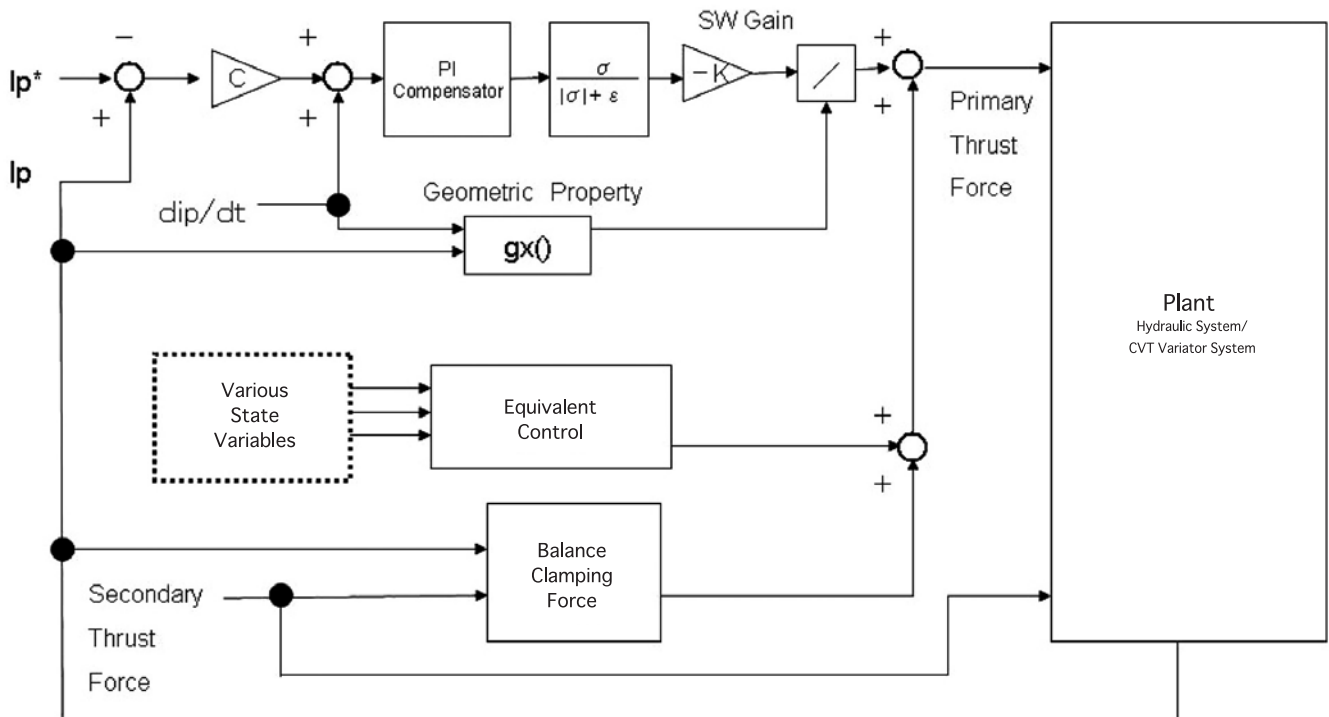 SW Gain
−
+
+
+
Ip*
C
PI
Compensator
σ
|σ| + ε
−K
/
+
+
+
Primary
Thrust
Force
Ip
dip/dt
Geometric Property
gx()
Plant
Hydraulic System/
CVT Variator System
Various
State
Variables
Equivalent
Control
+
+
Balance
Clamping
Force
Secondary
Thrust
Force